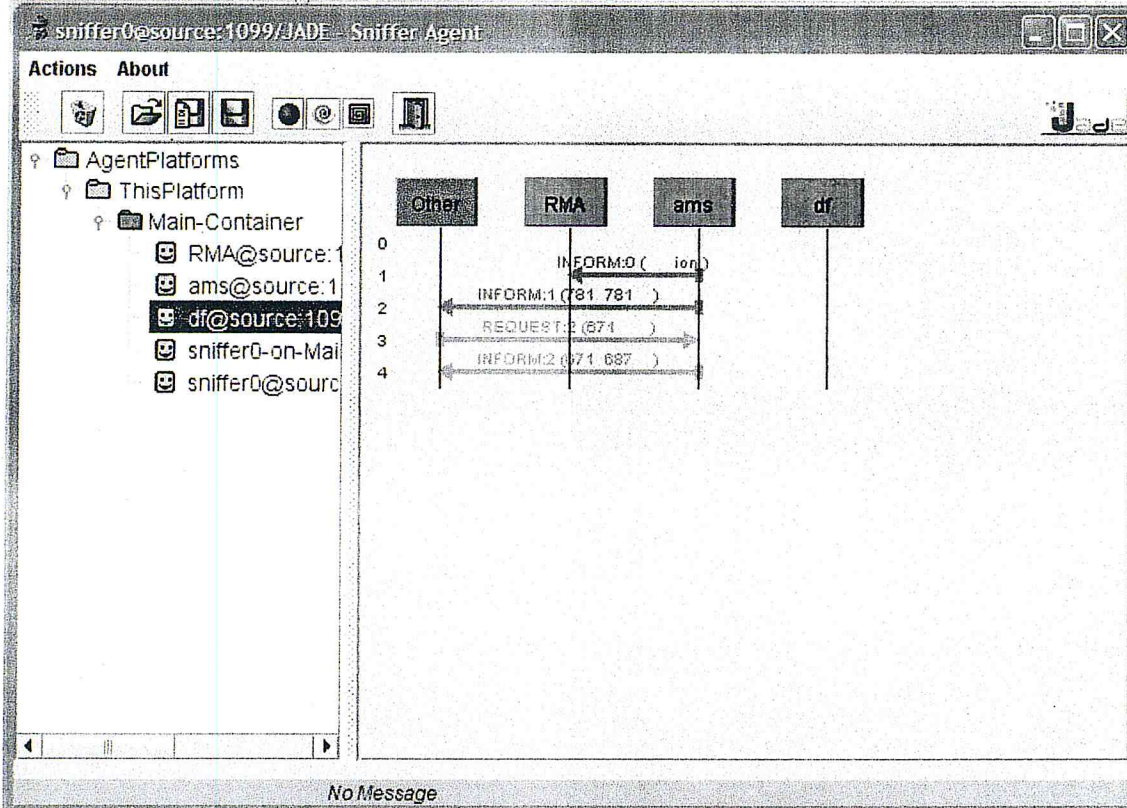 sniffer0@source:1099/JADE - Sniffer Agent
Actions About
Jade
AgentPlatforms
ThisPlatform
Main-Container
RMA@source:1
ams@source:1
df@source:109
sniffer0-on-Mai
sniffer0@sourc
Other RMA ams df
0
INFORM:0 ( ion )
1
INFORM:1 (781 781 )
2
REQUEST:2 (671 )
3
INFORM:2 (671 687 )
4
No Message